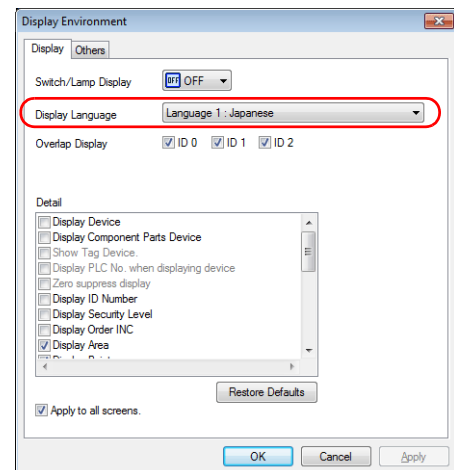 Display Environment
Display Others
Switch/Lamp Display OFF OFF
Display Language Language 1 : Japanese
Overlap Display ID 0 ID 1 ID 2
Detail
Display Device
Display Component Parts Device
Show Tag Device.
Display PLC No. when displaying device
Zero suppress display
Display ID Number
Display Security Level
Display Order INC
Display Area
Restore Defaults
Apply to all screens.
OK Cancel Apply